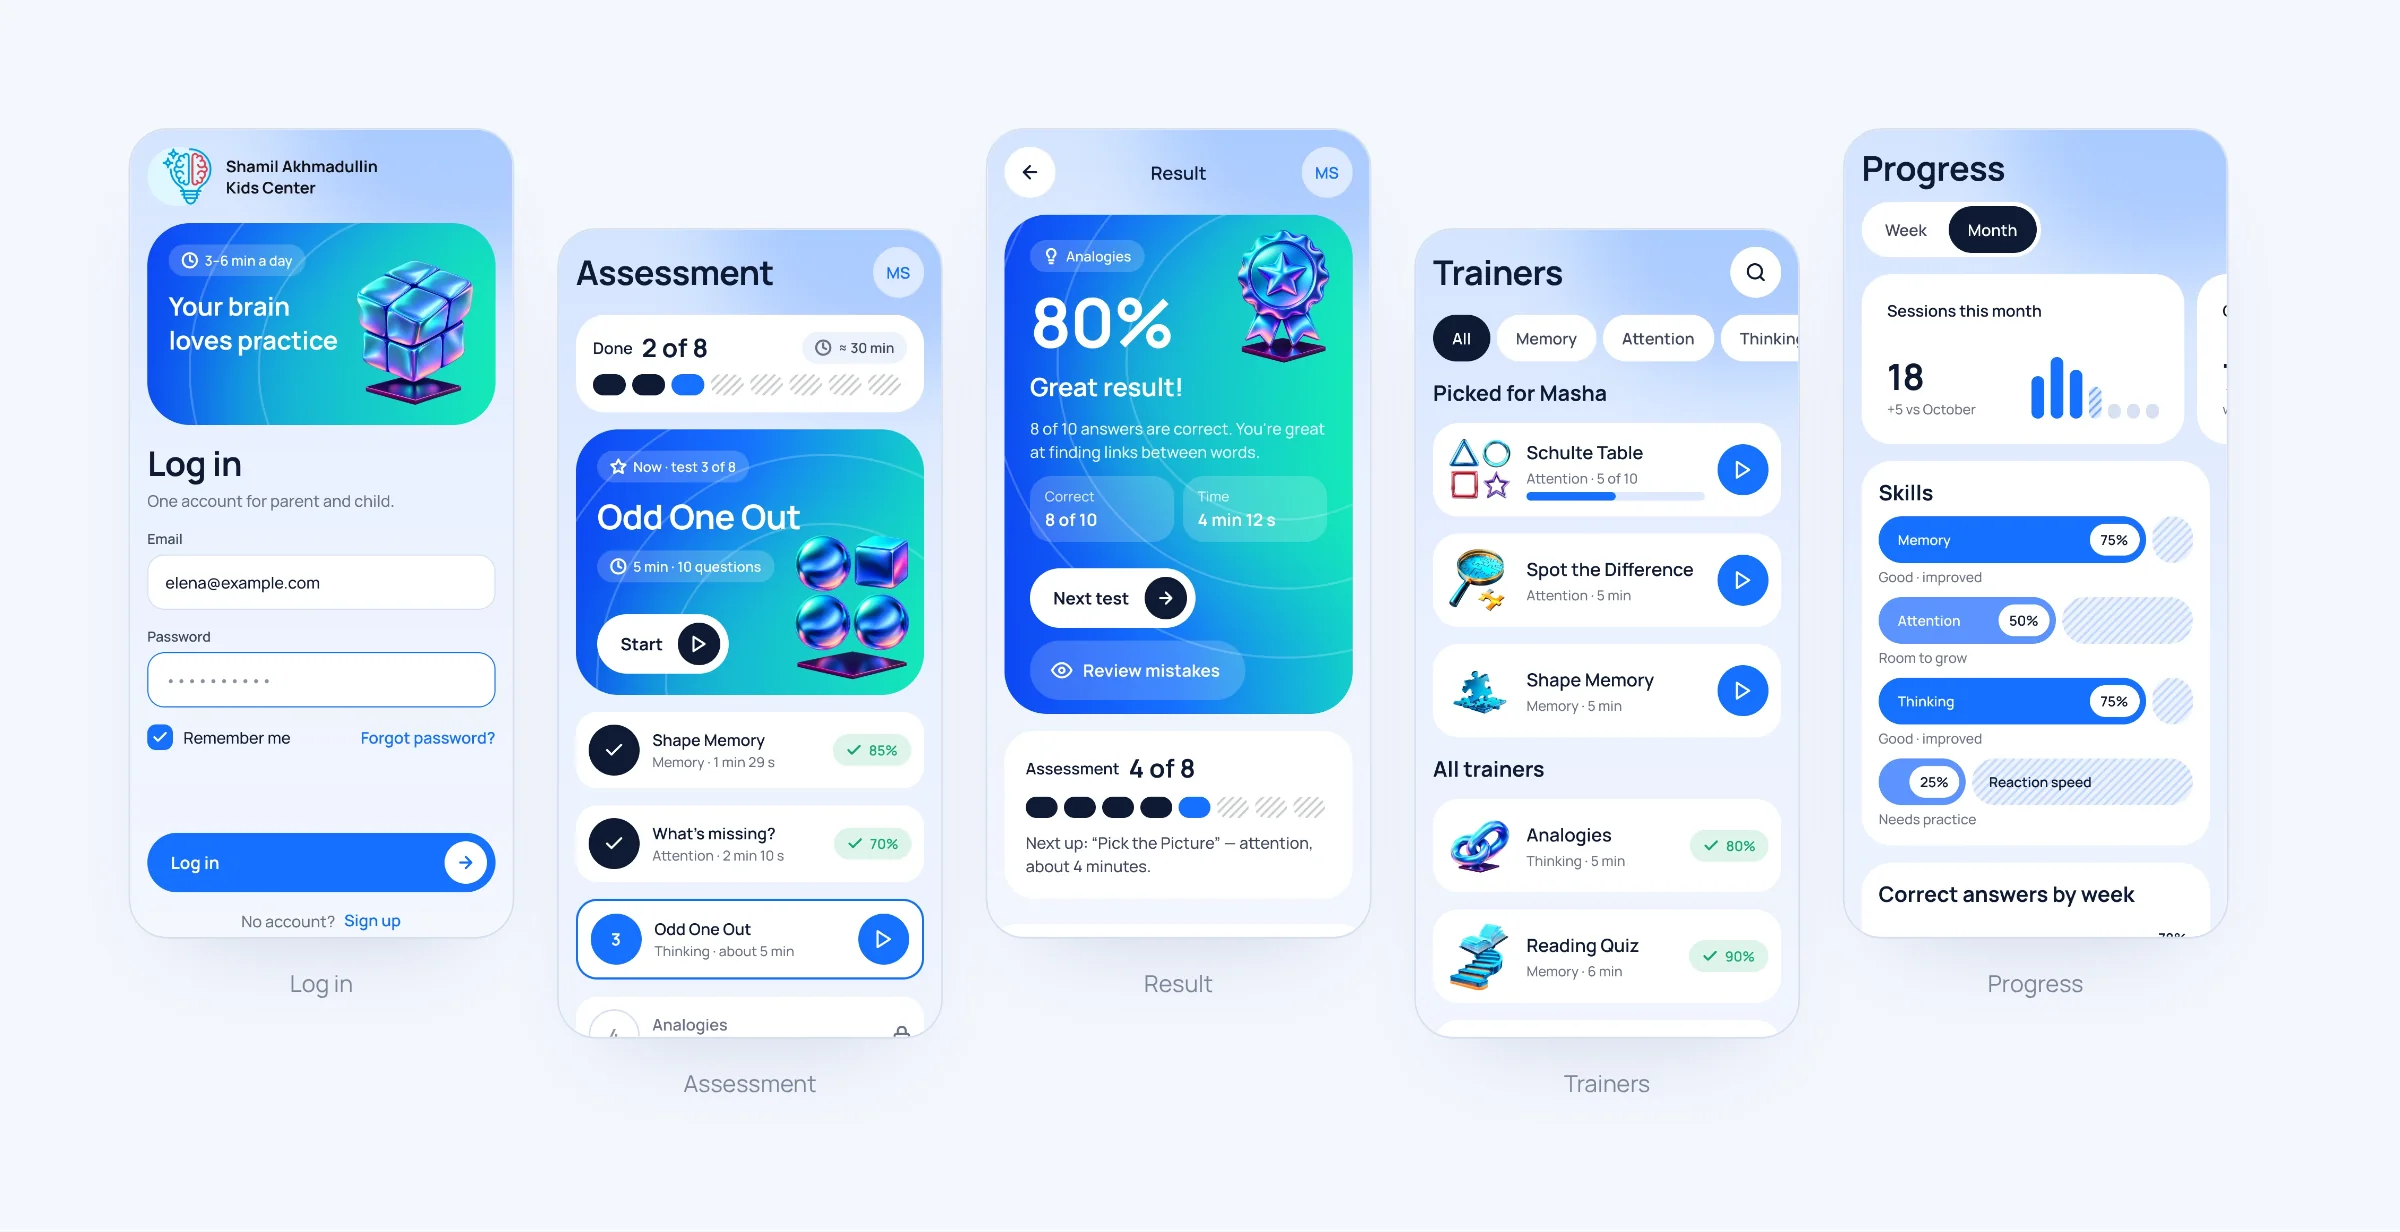 Shamil Akhmadullin
Kids Center
3–6 min a day
Your brain
loves practice
Log in
One account for parent and child.
Email
elena@example.com
Password
Remember me
Forgot password?
Log in
No account? Sign up
Log in
Assessment
MS
Done 2 of 8
≈ 30 min
Now · test 3 of 8
Odd One Out
5 min · 10 questions
Start
Shape Memory
Memory · 1 min 29 s
85%
What's missing?
Attention · 2 min 10 s
70%
3
Odd One Out
Thinking · about 5 min
4
Analogies
Assessment
Result
MS
Analogies
80%
Great result!
8 of 10 answers are correct. You're great
at finding links between words.
Correct
8 of 10
Time
4 min 12 s
Next test
Review mistakes
Assessment 4 of 8
Next up: “Pick the Picture” — attention,
about 4 minutes.
Result
Trainers
All
Memory
Attention
Thinking
Picked for Masha
Schulte Table
Attention · 5 of 10
Spot the Difference
Attention · 5 min
Shape Memory
Memory · 5 min
All trainers
Analogies
Thinking · 5 min
80%
Reading Quiz
Memory · 6 min
90%
Trainers
Progress
Week
Month
Sessions this month
18
+5 vs October
Skills
Memory
75%
Good · improved
Attention
50%
Room to grow
Thinking
75%
Good · improved
25%
Reaction speed
Needs practice
Correct answers by week
Progress